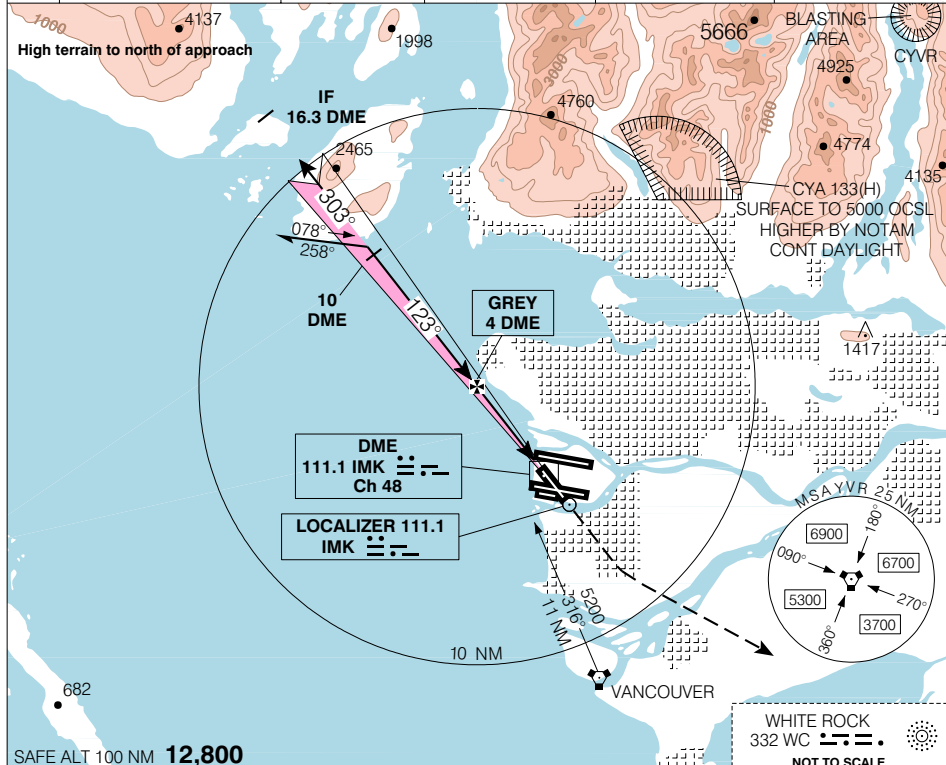 1000
4137
High terrain to north of approach
1998
5666
BLASTING
AREA
CYVR
3000
4925
IF
16.3 DME
4760
1000
4774
2465
4135
CYA 133(H)
SURFACE TO 5000 OCSL
HIGHER BY NOTAM
CONT DAYLIGHT
303°
078°
258°
10
DME
123°
GREY
4 DME
1417
DME
111.1 IMK
Ch 48
LOCALIZER 111.1
IMK
MSA YVR 25 NM
6900
180°
090°
6700
5300
270°
3700
360°
5200
316°
11 NM
10 NM
682
VANCOUVER
WHITE ROCK
332 WC
NOT TO SCALE
SAFE ALT 100 NM 12,800